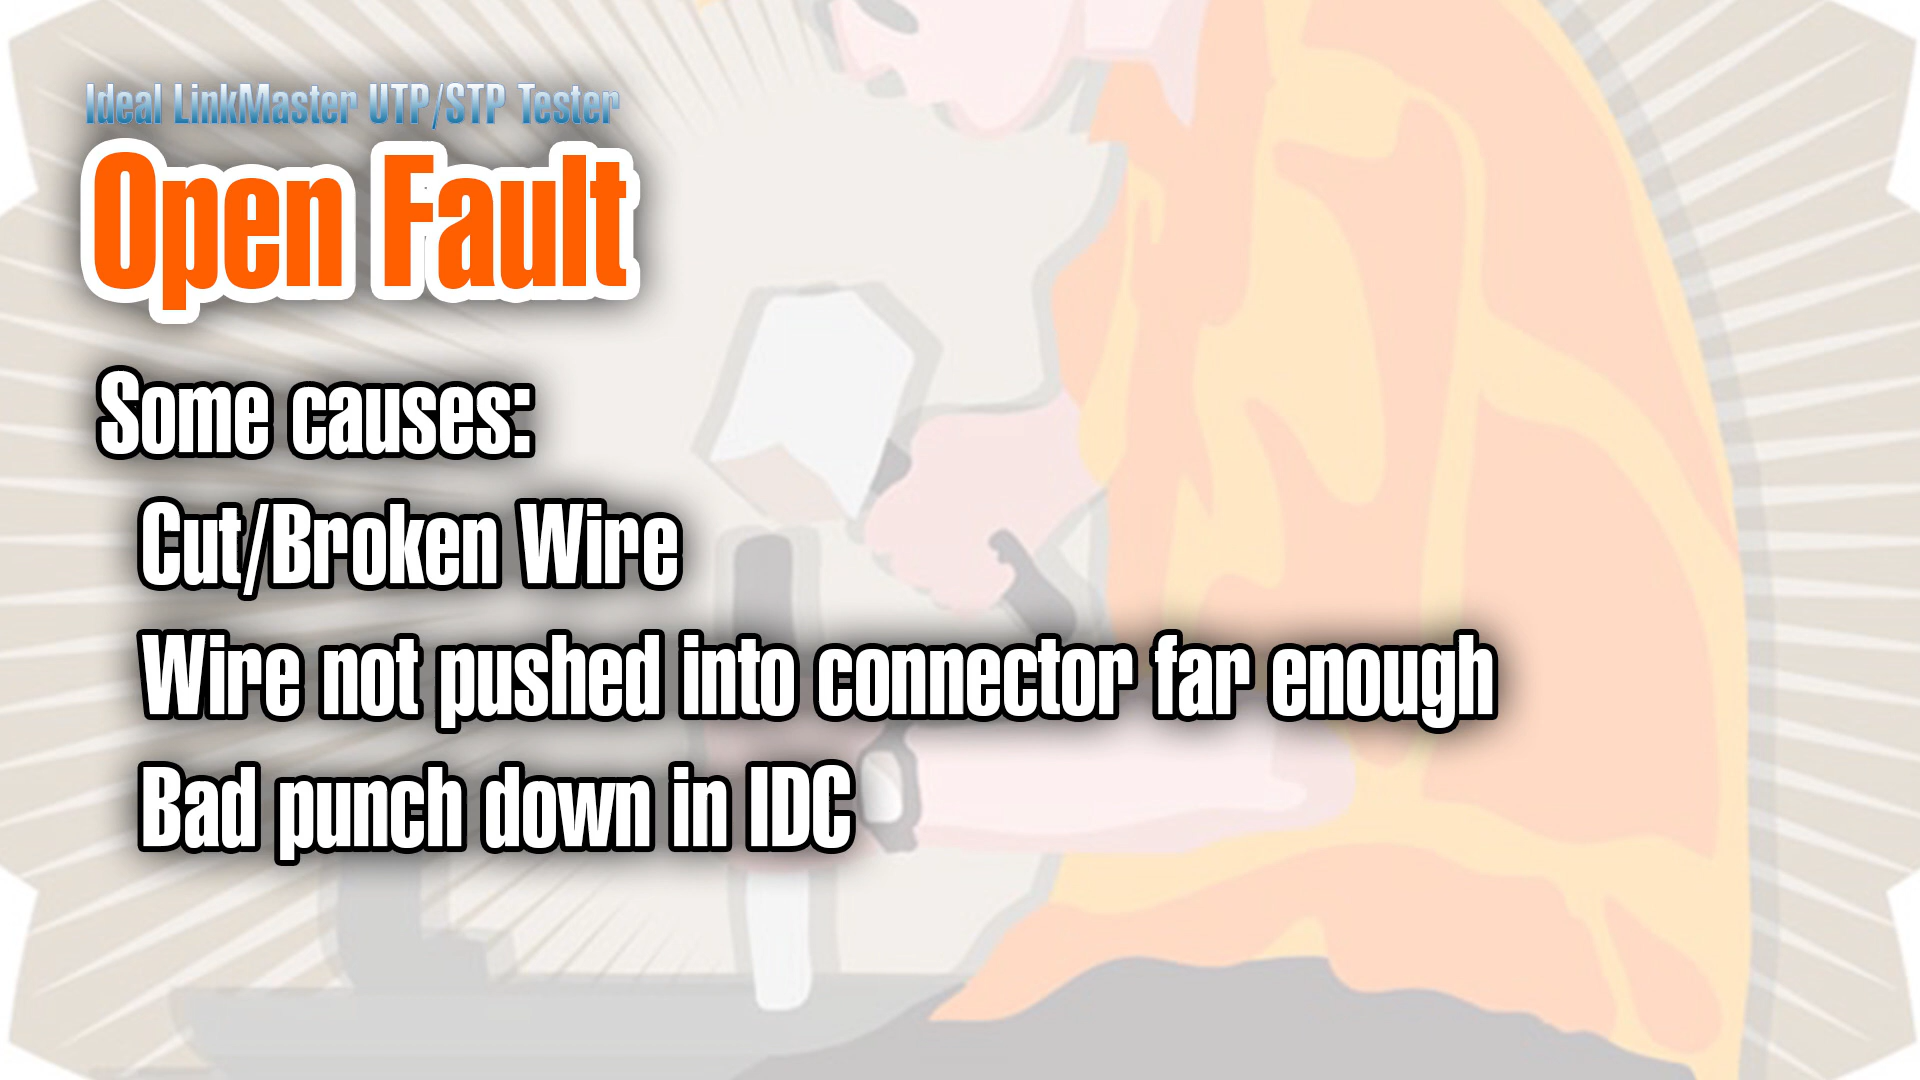 Ideal LinkMaster UTP/STP Tester
Open Fault
Some causes:
Cut/Broken Wire
Wire not pushed into connector far enough
Bad punch down in IDC